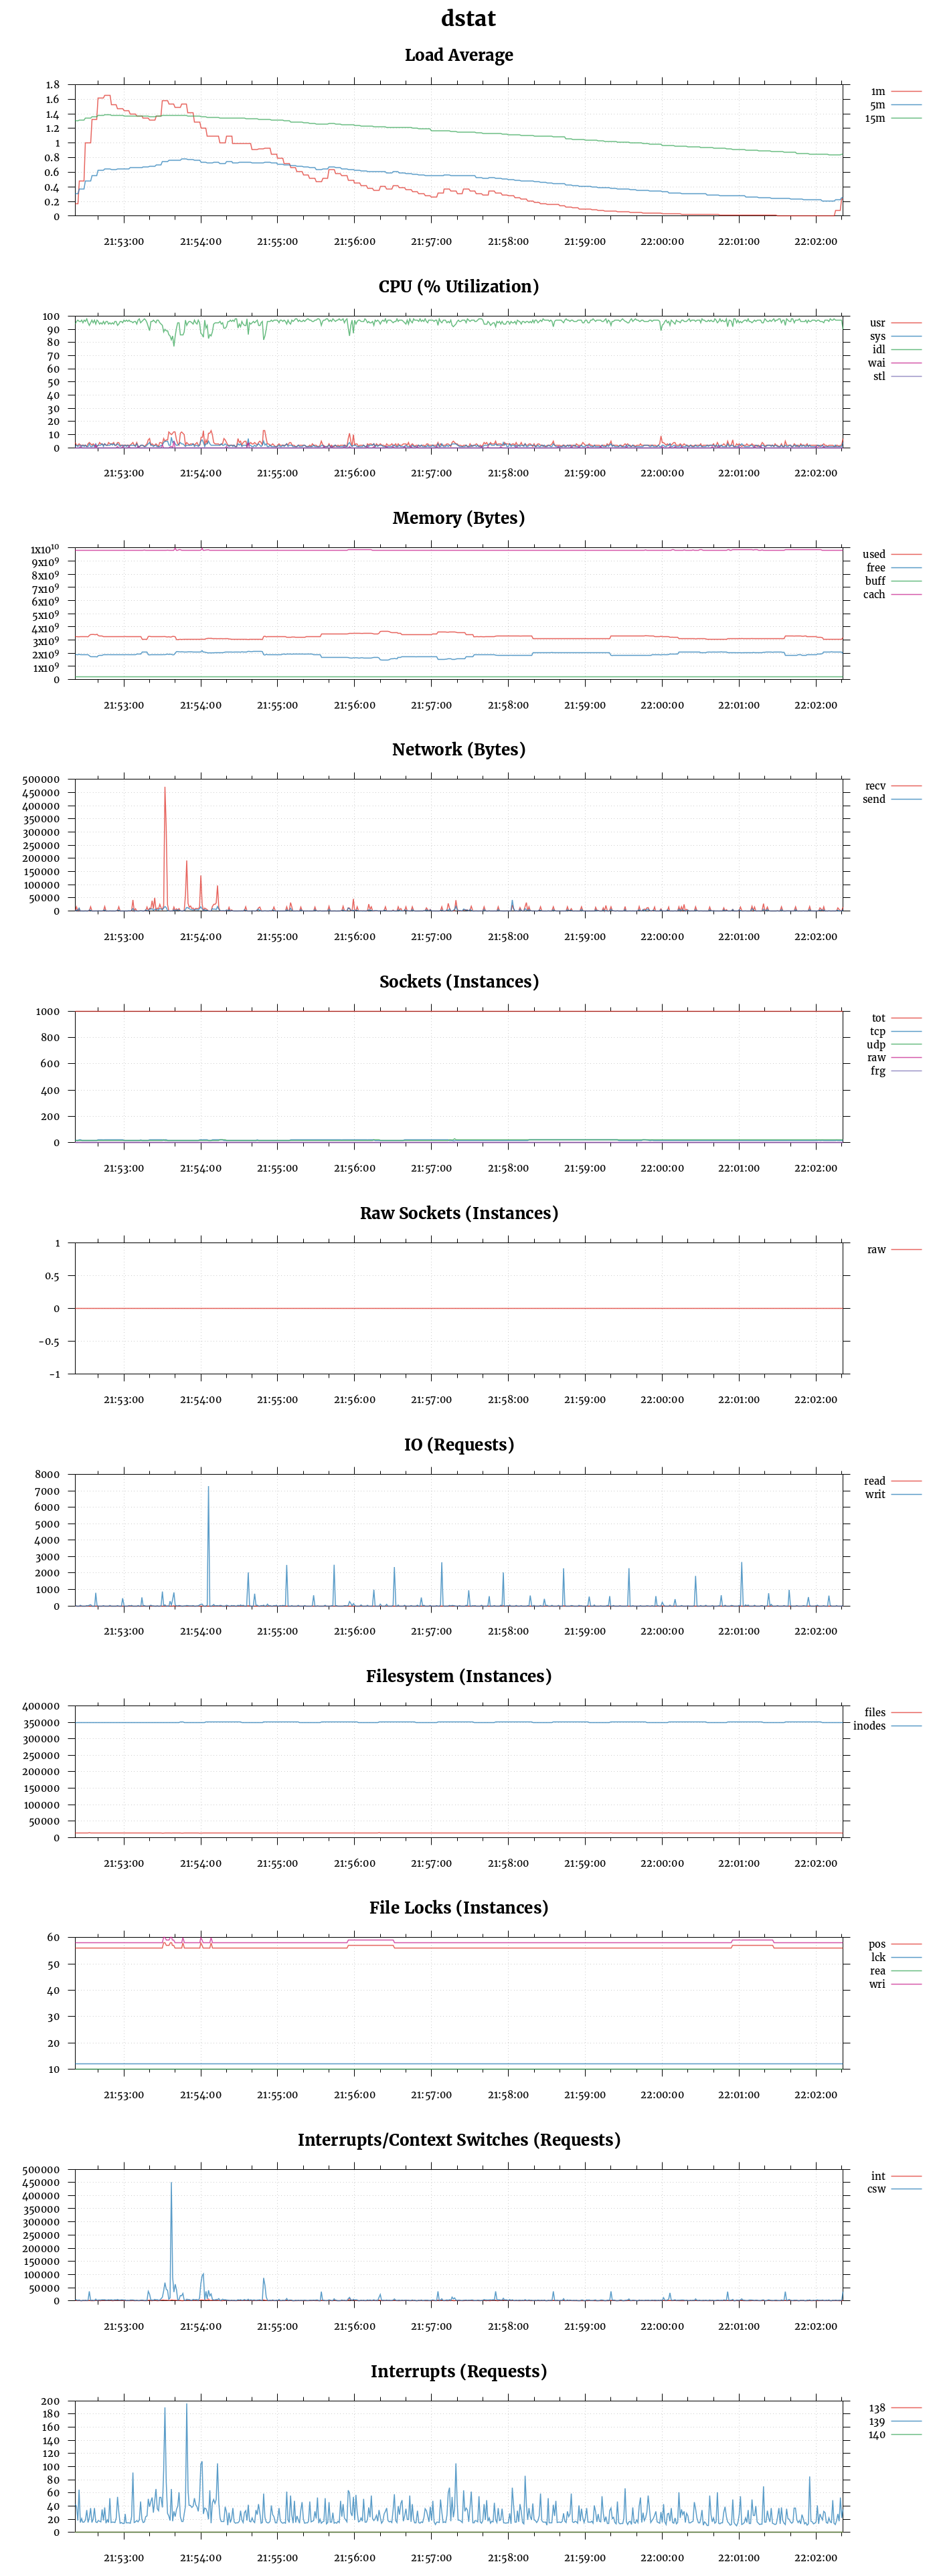 dstat
Load Average
1.8
1.6
1.4
1.2
1
0.8
0.6
0.4
0.2
0
21:53:00 21:54:00 21:55:00 21:56:00 21:57:00 21:58:00 21:59:00 22:00:00 22:01:00 22:02:00
1m
5m
15m
CPU (% Utilization)
100
90
80
70
60
50
40
30
20
10
0
21:53:00 21:54:00 21:55:00 21:56:00 21:57:00 21:58:00 21:59:00 22:00:00 22:01:00 22:02:00
usr
sys
idl
wai
stl
Memory (Bytes)
1x10¹⁰
9x10⁹
8x10⁹
7x10⁹
6x10⁹
5x10⁹
4x10⁹
3x10⁹
2x10⁹
1x10⁹
0
21:53:00 21:54:00 21:55:00 21:56:00 21:57:00 21:58:00 21:59:00 22:00:00 22:01:00 22:02:00
used
free
buff
cach
Network (Bytes)
500000
450000
400000
350000
300000
250000
200000
150000
100000
50000
0
21:53:00 21:54:00 21:55:00 21:56:00 21:57:00 21:58:00 21:59:00 22:00:00 22:01:00 22:02:00
recv
send
Sockets (Instances)
1000
800
600
400
200
0
21:53:00 21:54:00 21:55:00 21:56:00 21:57:00 21:58:00 21:59:00 22:00:00 22:01:00 22:02:00
tot
tcp
udp
raw
frg
Raw Sockets (Instances)
1
0.5
0
-0.5
-1
21:53:00 21:54:00 21:55:00 21:56:00 21:57:00 21:58:00 21:59:00 22:00:00 22:01:00 22:02:00
raw
IO (Requests)
8000
7000
6000
5000
4000
3000
2000
1000
0
21:53:00 21:54:00 21:55:00 21:56:00 21:57:00 21:58:00 21:59:00 22:00:00 22:01:00 22:02:00
read
writ
Filesystem (Instances)
400000
350000
300000
250000
200000
150000
100000
50000
0
21:53:00 21:54:00 21:55:00 21:56:00 21:57:00 21:58:00 21:59:00 22:00:00 22:01:00 22:02:00
files
inodes
File Locks (Instances)
60
50
40
30
20
10
21:53:00 21:54:00 21:55:00 21:56:00 21:57:00 21:58:00 21:59:00 22:00:00 22:01:00 22:02:00
pos
lck
rea
wri
Interrupts/Context Switches (Requests)
500000
450000
400000
350000
300000
250000
200000
150000
100000
50000
0
21:53:00 21:54:00 21:55:00 21:56:00 21:57:00 21:58:00 21:59:00 22:00:00 22:01:00 22:02:00
int
csw
Interrupts (Requests)
200
180
160
140
120
100
80
60
40
20
0
21:53:00 21:54:00 21:55:00 21:56:00 21:57:00 21:58:00 21:59:00 22:00:00 22:01:00 22:02:00
138
139
140